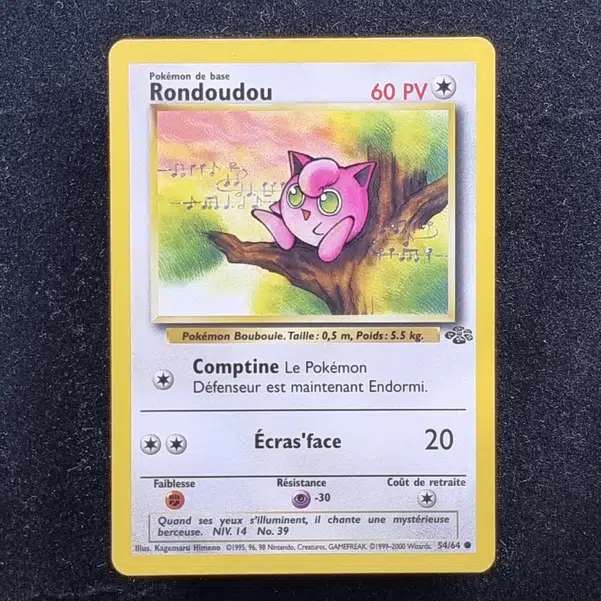 Pokémon de base
Rondoudou 60 PV
Pokémon Bouboule. Taille: 0,5 m, Poids: 5.5 kg.
Comptine Le Pokémon
Défenseur est maintenant Endormi.
Écras'face 20
Faiblesse Résistance Coût de retraite
-30
Quand ses yeux s'illuminent, il chante une mystérieuse
berceuse. NIV. 14 No. 39
Illus. Kagemaru Himeno ©1995, 96, 98 Nintendo, Creatures, GAMEFREAK. ©1999-2000 Wizards. 54/64